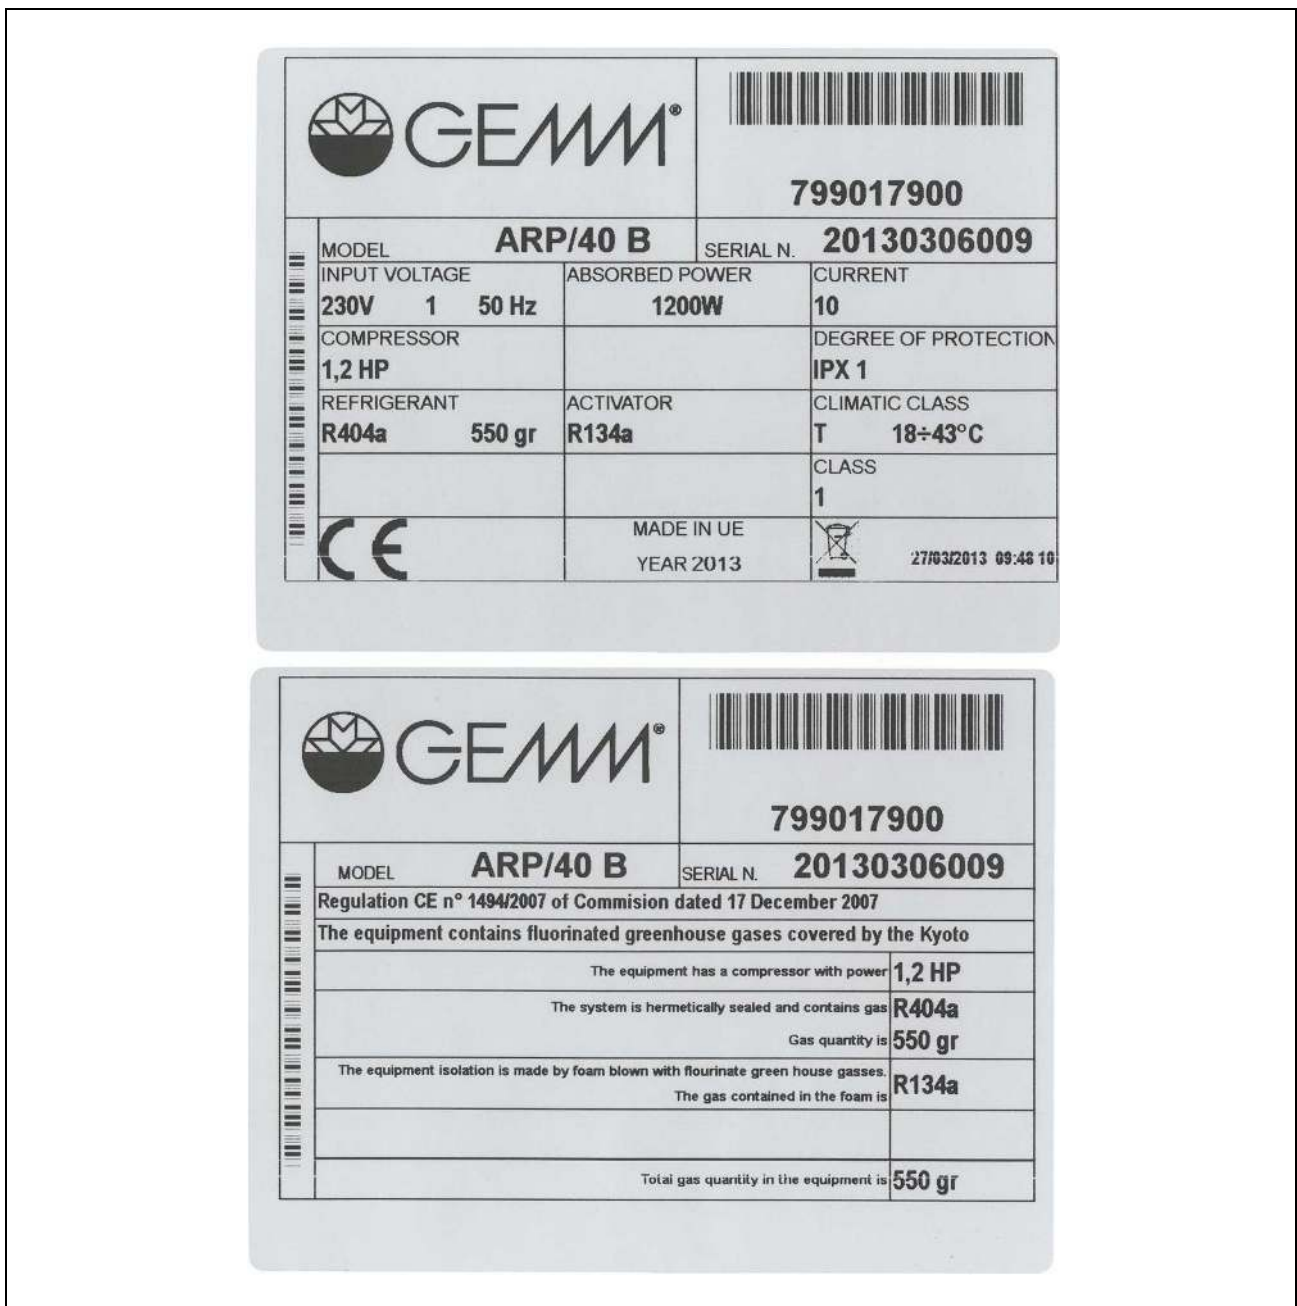 GEMM®
799017900
MODEL ARP/40 B SERIAL N. 20130306009
INPUT VOLTAGE ABSORBED POWER CURRENT
230V 1 50 Hz 1200W 10
COMPRESSOR DEGREE OF PROTECTION
1,2 HP IPX 1
REFRIGERANT ACTIVATOR CLIMATIC CLASS
R404a 550 gr R134a T 18÷43°C
CLASS
1
CE MADE IN UE
YEAR 2013 27/03/2013 09:48 10
GEMM®
799017900
MODEL ARP/40 B SERIAL N. 20130306009
Regulation CE n° 1494/2007 of Commision dated 17 December 2007
The equipment contains fluorinated greenhouse gases covered by the Kyoto
The equipment has a compressor with power 1,2 HP
The system is hermetically sealed and contains gas R404a
Gas quantity is 550 gr
The equipment isolation is made by foam blown with flourinate green house gasses.
The gas contained in the foam is R134a
Total gas quantity in the equipment is 550 gr